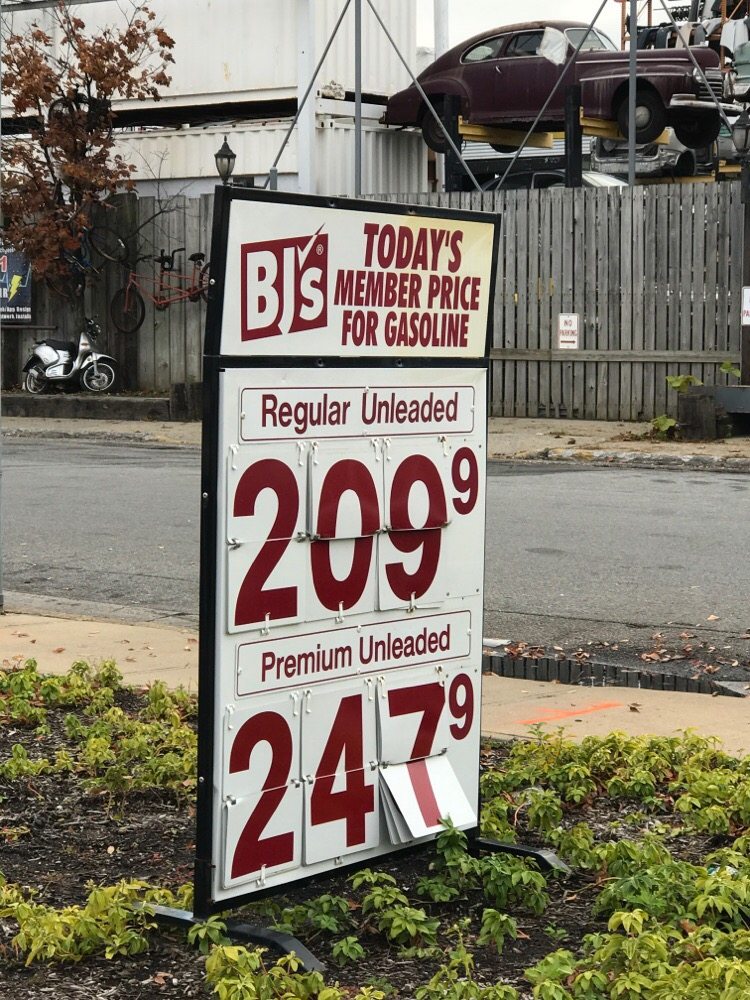 BJ's®
TODAY'S
MEMBER PRICE
FOR GASOLINE
Regular Unleaded
209 9
Premium Unleaded
247 9
NO
PARKING